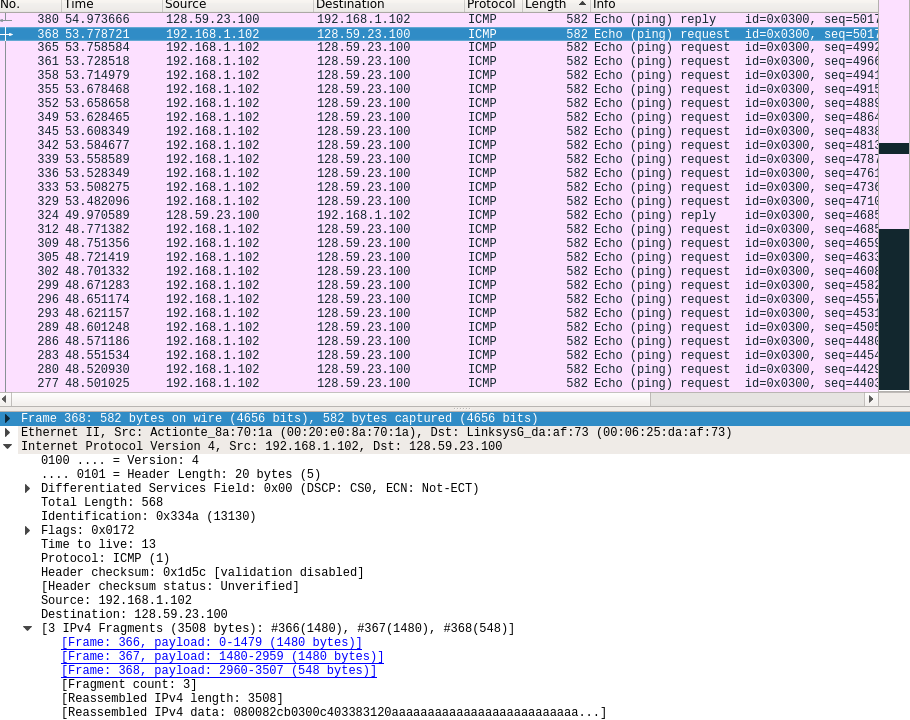 No. Time Source Destination Protocol Length Info
380 54.973666 128.59.23.100 192.168.1.102 ICMP 582 Echo (ping) reply id=0x0300, seq=5017
368 53.778721 192.168.1.102 128.59.23.100 ICMP 582 Echo (ping) request id=0x0300, seq=5017
365 53.758584 192.168.1.102 128.59.23.100 ICMP 582 Echo (ping) request id=0x0300, seq=4992
361 53.728518 192.168.1.102 128.59.23.100 ICMP 582 Echo (ping) request id=0x0300, seq=4966
358 53.714979 192.168.1.102 128.59.23.100 ICMP 582 Echo (ping) request id=0x0300, seq=4941
355 53.678468 192.168.1.102 128.59.23.100 ICMP 582 Echo (ping) request id=0x0300, seq=4915
352 53.658658 192.168.1.102 128.59.23.100 ICMP 582 Echo (ping) request id=0x0300, seq=4889
349 53.628465 192.168.1.102 128.59.23.100 ICMP 582 Echo (ping) request id=0x0300, seq=4864
345 53.608349 192.168.1.102 128.59.23.100 ICMP 582 Echo (ping) request id=0x0300, seq=4838
342 53.584677 192.168.1.102 128.59.23.100 ICMP 582 Echo (ping) request id=0x0300, seq=4813
339 53.558589 192.168.1.102 128.59.23.100 ICMP 582 Echo (ping) request id=0x0300, seq=4787
336 53.528349 192.168.1.102 128.59.23.100 ICMP 582 Echo (ping) request id=0x0300, seq=4761
333 53.508275 192.168.1.102 128.59.23.100 ICMP 582 Echo (ping) request id=0x0300, seq=4736
329 53.482096 192.168.1.102 128.59.23.100 ICMP 582 Echo (ping) request id=0x0300, seq=4710
324 49.970589 128.59.23.100 192.168.1.102 ICMP 582 Echo (ping) reply id=0x0300, seq=4685
312 48.771382 192.168.1.102 128.59.23.100 ICMP 582 Echo (ping) request id=0x0300, seq=4685
309 48.751356 192.168.1.102 128.59.23.100 ICMP 582 Echo (ping) request id=0x0300, seq=4659
305 48.721419 192.168.1.102 128.59.23.100 ICMP 582 Echo (ping) request id=0x0300, seq=4633
302 48.701332 192.168.1.102 128.59.23.100 ICMP 582 Echo (ping) request id=0x0300, seq=4608
299 48.671283 192.168.1.102 128.59.23.100 ICMP 582 Echo (ping) request id=0x0300, seq=4582
296 48.651174 192.168.1.102 128.59.23.100 ICMP 582 Echo (ping) request id=0x0300, seq=4557
293 48.621157 192.168.1.102 128.59.23.100 ICMP 582 Echo (ping) request id=0x0300, seq=4531
289 48.601248 192.168.1.102 128.59.23.100 ICMP 582 Echo (ping) request id=0x0300, seq=4505
286 48.571186 192.168.1.102 128.59.23.100 ICMP 582 Echo (ping) request id=0x0300, seq=4480
283 48.551534 192.168.1.102 128.59.23.100 ICMP 582 Echo (ping) request id=0x0300, seq=4454
280 48.520930 192.168.1.102 128.59.23.100 ICMP 582 Echo (ping) request id=0x0300, seq=4429
277 48.501025 192.168.1.102 128.59.23.100 ICMP 582 Echo (ping) request id=0x0300, seq=4403
Frame 368: 582 bytes on wire (4656 bits), 582 bytes captured (4656 bits)
Ethernet II, Src: Actionte_8a:70:1a (00:20:e0:8a:70:1a), Dst: LinksysG_da:af:73 (00:06:25:da:af:73)
Internet Protocol Version 4, Src: 192.168.1.102, Dst: 128.59.23.100
0100 .... = Version: 4
.... 0101 = Header Length: 20 bytes (5)
Differentiated Services Field: 0x00 (DSCP: CS0, ECN: Not-ECT)
Total Length: 568
Identification: 0x334a (13130)
Flags: 0x0172
Time to live: 13
Protocol: ICMP (1)
Header checksum: 0x1d5c [validation disabled]
[Header checksum status: Unverified]
Source: 192.168.1.102
Destination: 128.59.23.100
[3 IPv4 Fragments (3508 bytes): #366(1480), #367(1480), #368(548)]
[Frame: 366, payload: 0-1479 (1480 bytes)]
[Frame: 367, payload: 1480-2959 (1480 bytes)]
[Frame: 368, payload: 2960-3507 (548 bytes)]
[Fragment count: 3]
[Reassembled IPv4 length: 3508]
[Reassembled IPv4 data: 080082cb0300c403383120aaaaaaaaaaaaaaaaaaaaaaaaaa...]